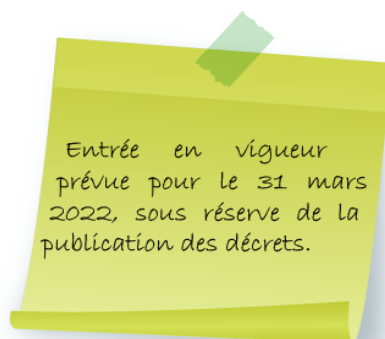 Entrée en vigueur
prévue pour le 31 mars
2022, sous réserve de la
publication des décrets.